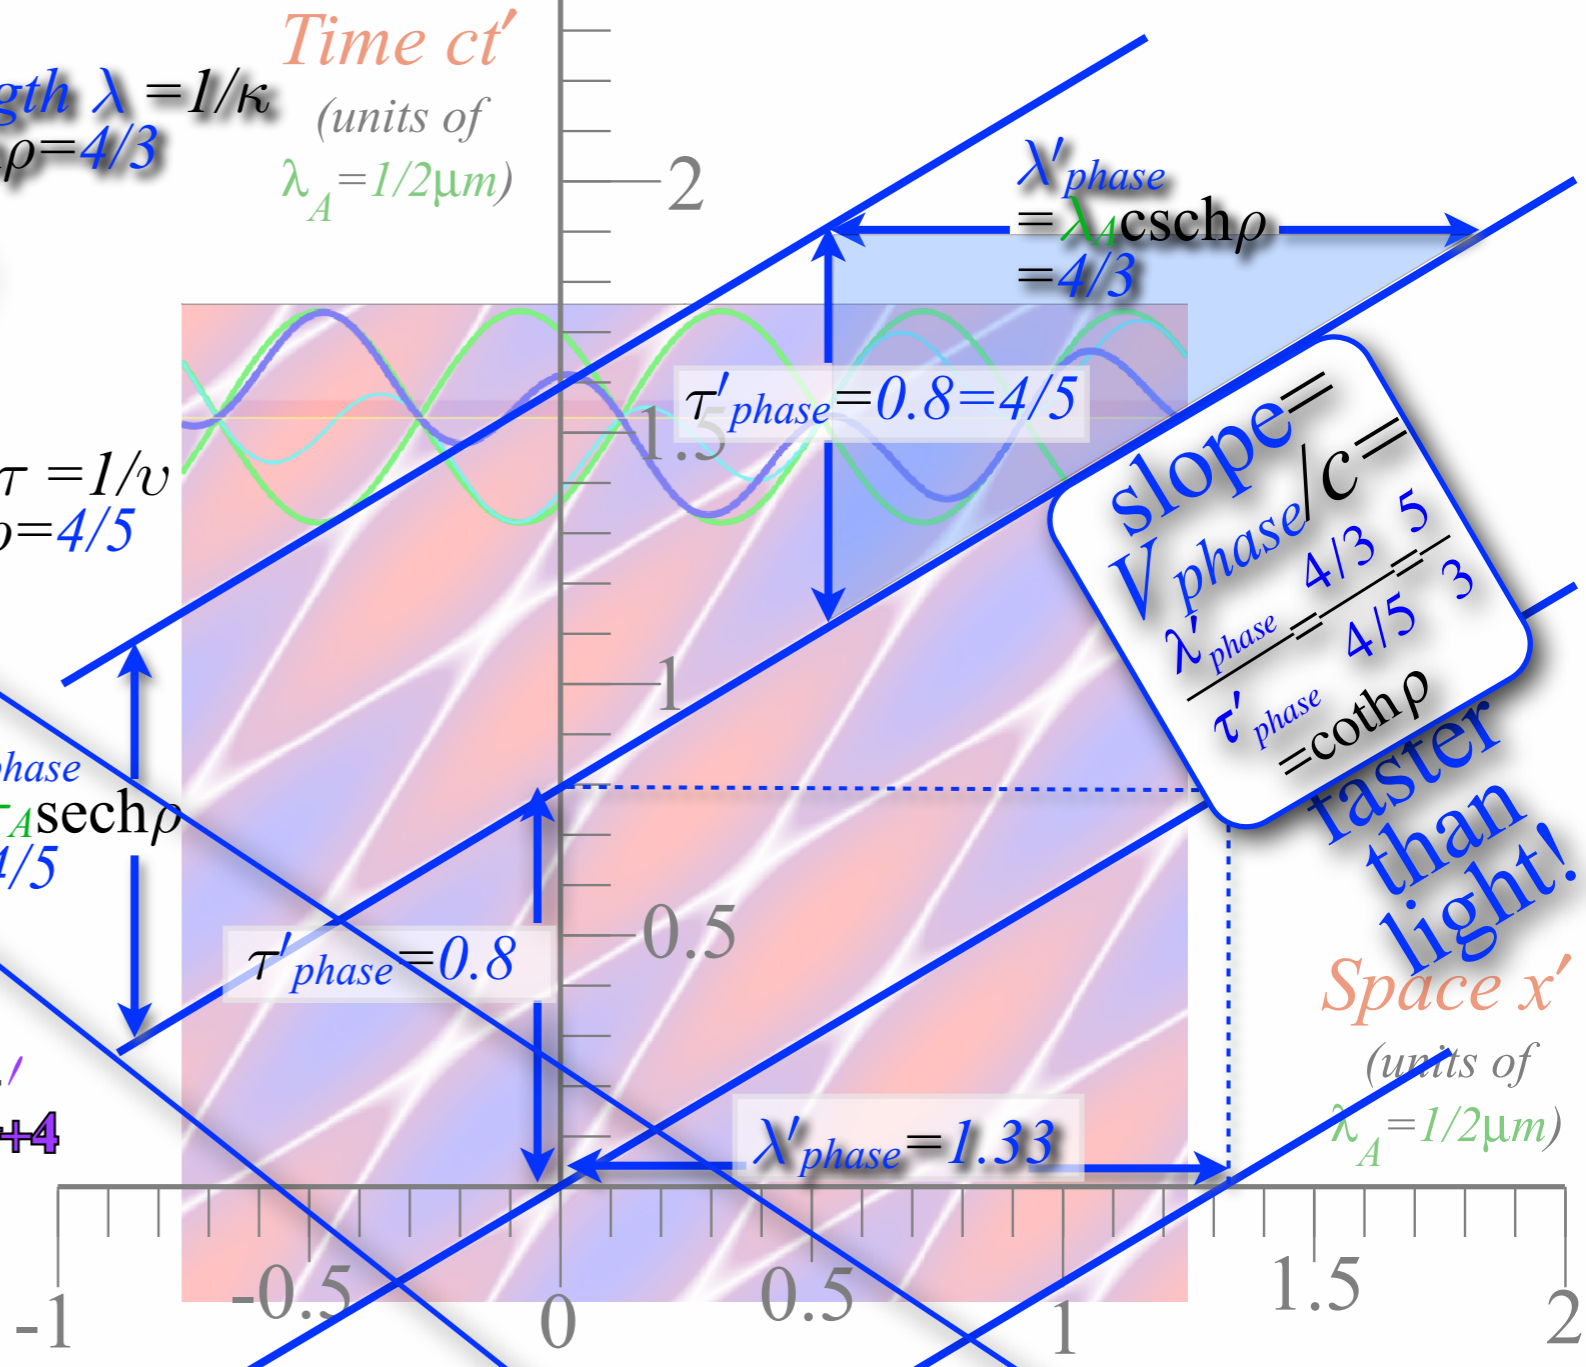 Time ct′
(units of
λA=1/2μm)
gth λ =1/κ
ρ=4/3
2
λ′phase
=λAcschρ
=4/3
τ′phase=0.8=4/5
1.5
τ =1/υ
ρ=4/5
slope=
Vphase/c=
λ′phase = 4/3 = 5
τ′phase 4/5 3
=cothρ
faster
than
light!
1
hase
τAsechρ
4/5
0.5
τ′phase=0.8
Space x′
(units of
λA=1/2μm)
′
+4
λ′phase=1.33
-1
-0.5
0
0.5
1
1.5
2